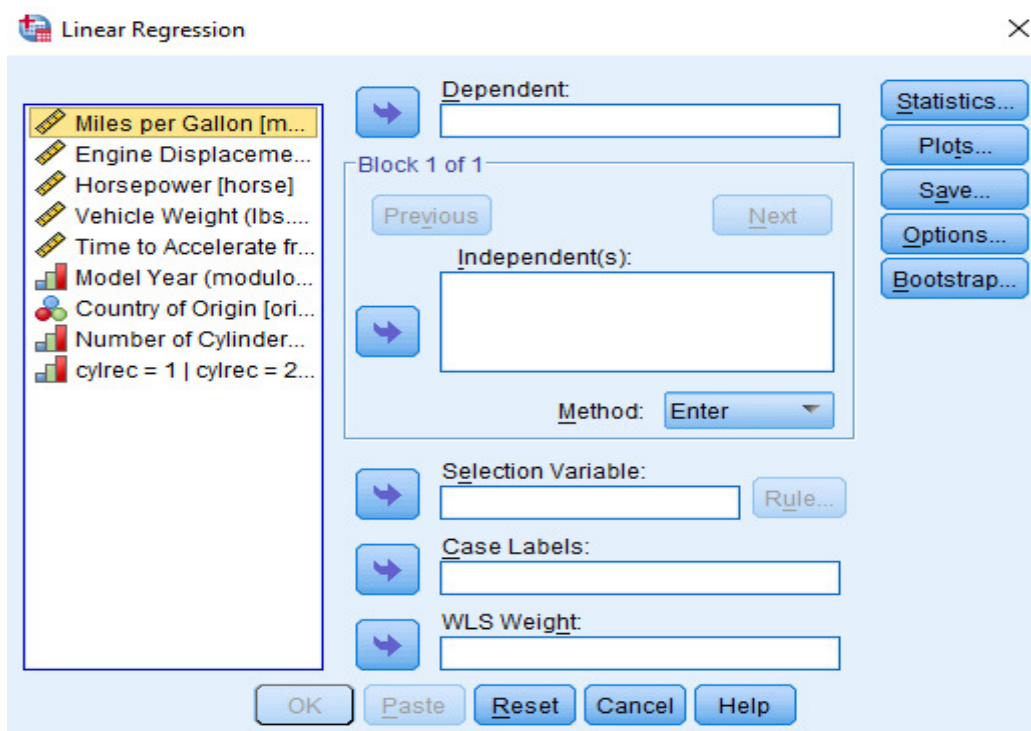 Linear Regression
Miles per Gallon [m...
Engine Displaceme...
Horsepower [horse]
Vehicle Weight (lbs....
Time to Accelerate fr...
Model Year (modulo...
Country of Origin [ori...
Number of Cylinder...
cylrec = 1 | cylrec = 2...
Dependent:
Block 1 of 1
Previous
Next
Independent(s):
Method:
Enter
Selection Variable:
Rule...
Case Labels:
WLS Weight:
Statistics...
Plots...
Save...
Options...
Bootstrap...
OK
Paste
Reset
Cancel
Help